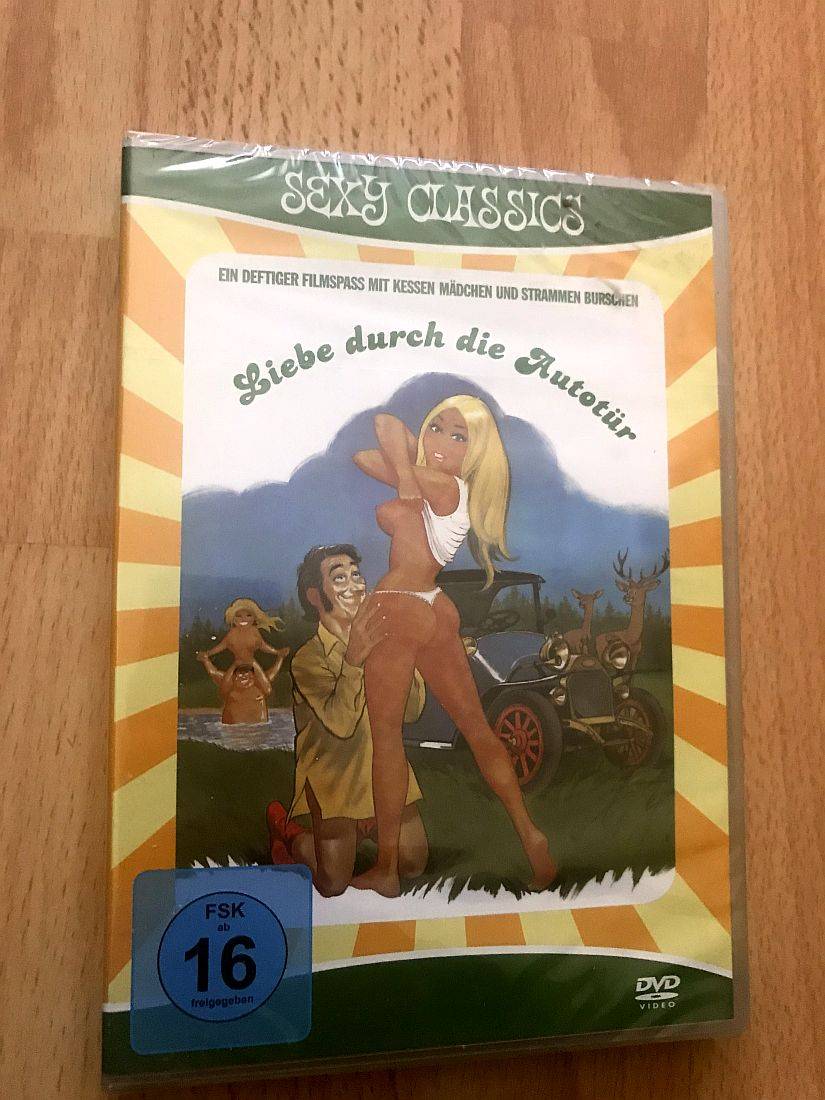 SEXY CLASSICS
EIN DEFTIGER FILMSPASS MIT KESSEN MÄDCHEN UND STRAMMEN BURSCHEN
Liebe durch die Autotür
FSK
ab
16
freigegeben
DVD
VIDEO